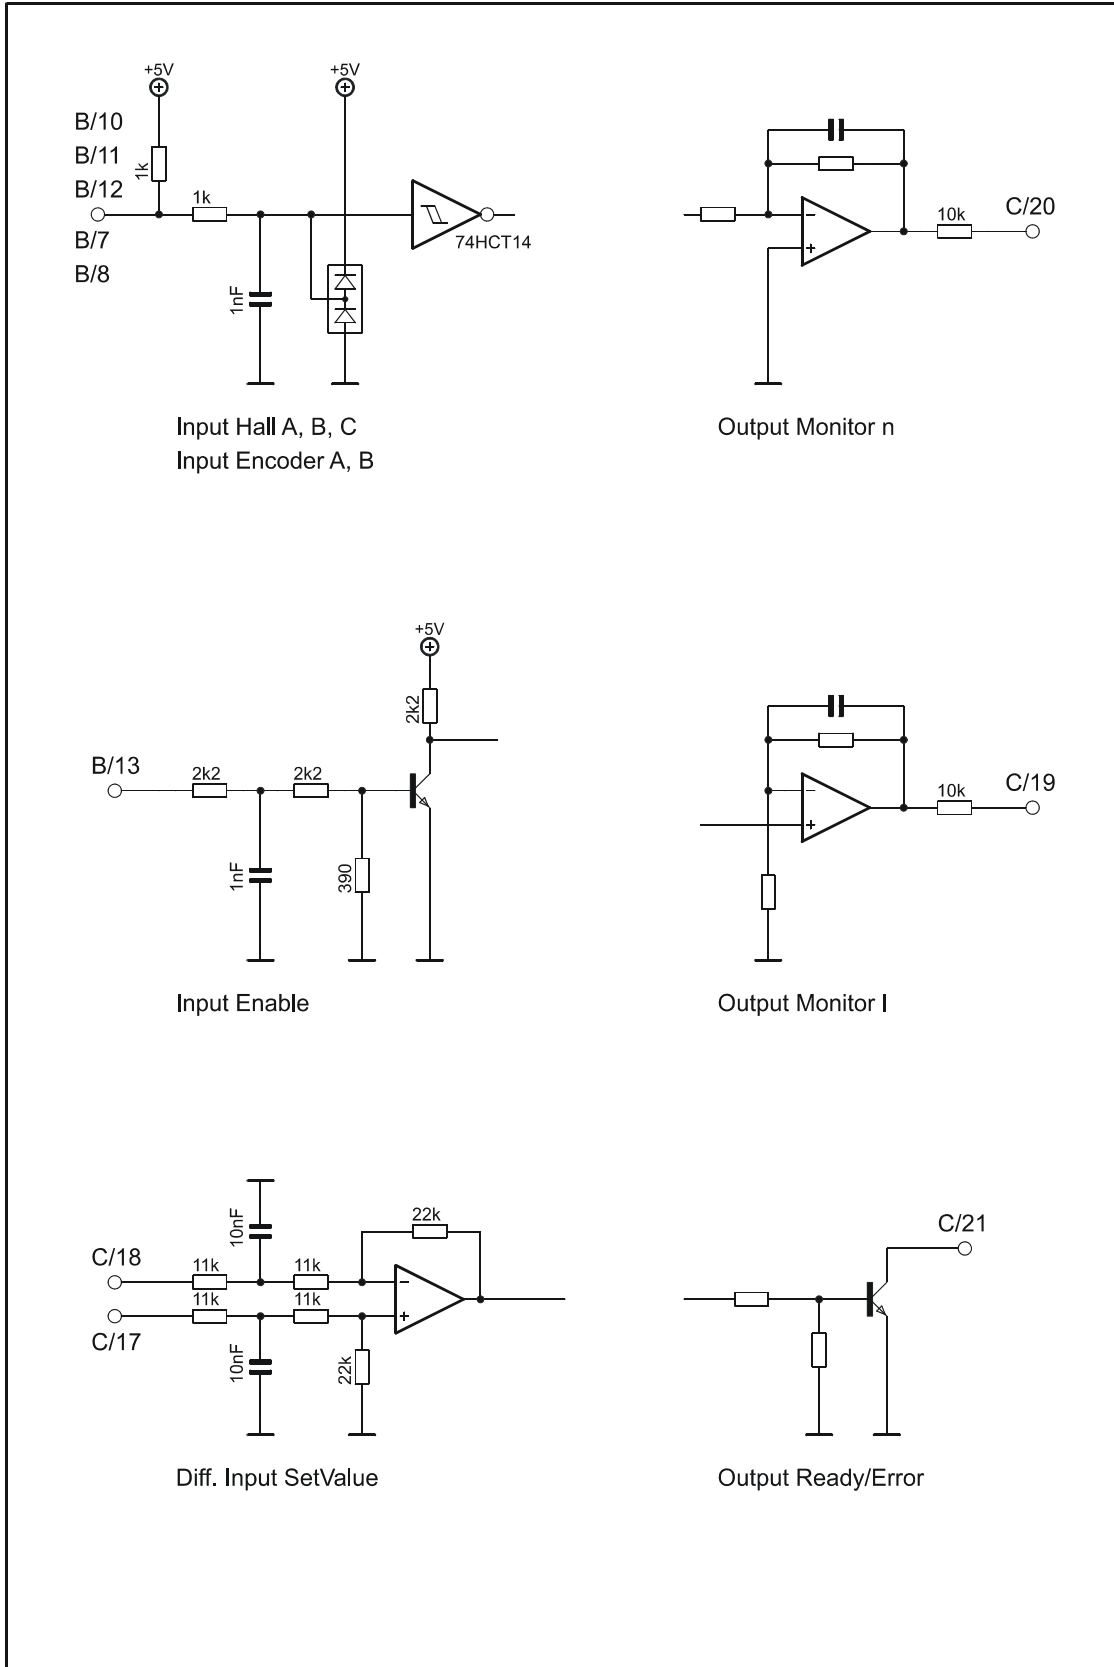 +5V
+5V
B/10
B/11
B/12
B/7
B/8
1k
1k
1nF
74HCT14
Input Hall A, B, C
Input Encoder A, B
10k
C/20
Output Monitor n
+5V
2k2
B/13
2k2
2k2
1nF
390
Input Enable
10k
C/19
Output Monitor I
10nF
22k
C/18
11k
11k
11k
11k
C/17
10nF
22k
Diff. Input SetValue
C/21
Output Ready/Error